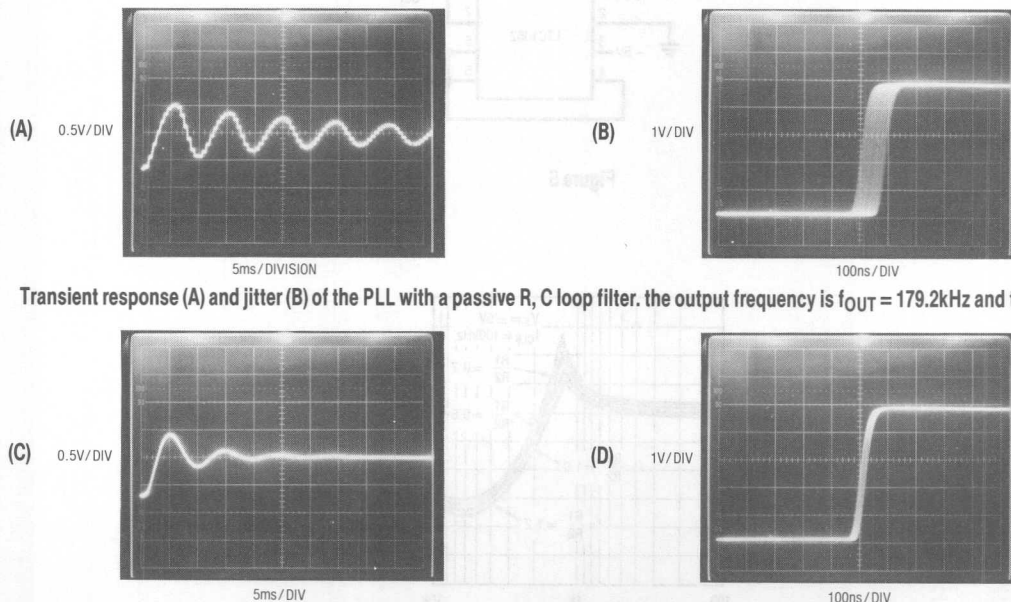 (A)
0.5V/DIV
5ms/DIVISION
(B)
1V/DIV
100ns/DIV
Transient response (A) and jitter (B) of the PLL with a passive R, C loop filter. the output frequency is fOUT = 179.2kHz and
(C)
0.5V/DIV
5ms/DIV
(D)
1V/DIV
100ns/DIV
Figure